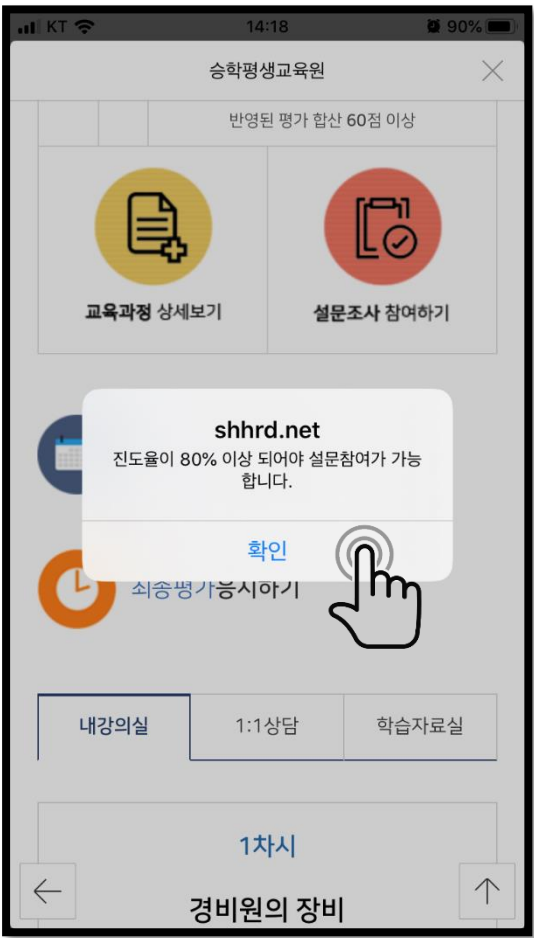 KT 14:18 90%
승학평생교육원
반영된 평가 합산 60점 이상
교육과정 상세보기 설문조사 참여하기
shhrd.net
진도율이 80% 이상 되어야 설문참여가 가능
합니다.
확인
최종평가응시하기
내강의실 1:1상담 학습자료실
1차시
경비원의 장비